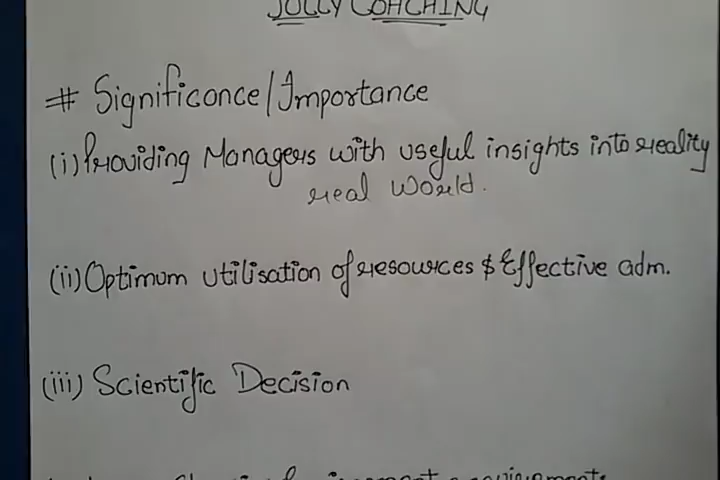 JOLLY COACHING
# Significonce/Importance
(i) Providing Managers with useful insights into reality
real World.
(ii) Optimum utilisation of resources & Effective adm.
(iii) Scientific Decision